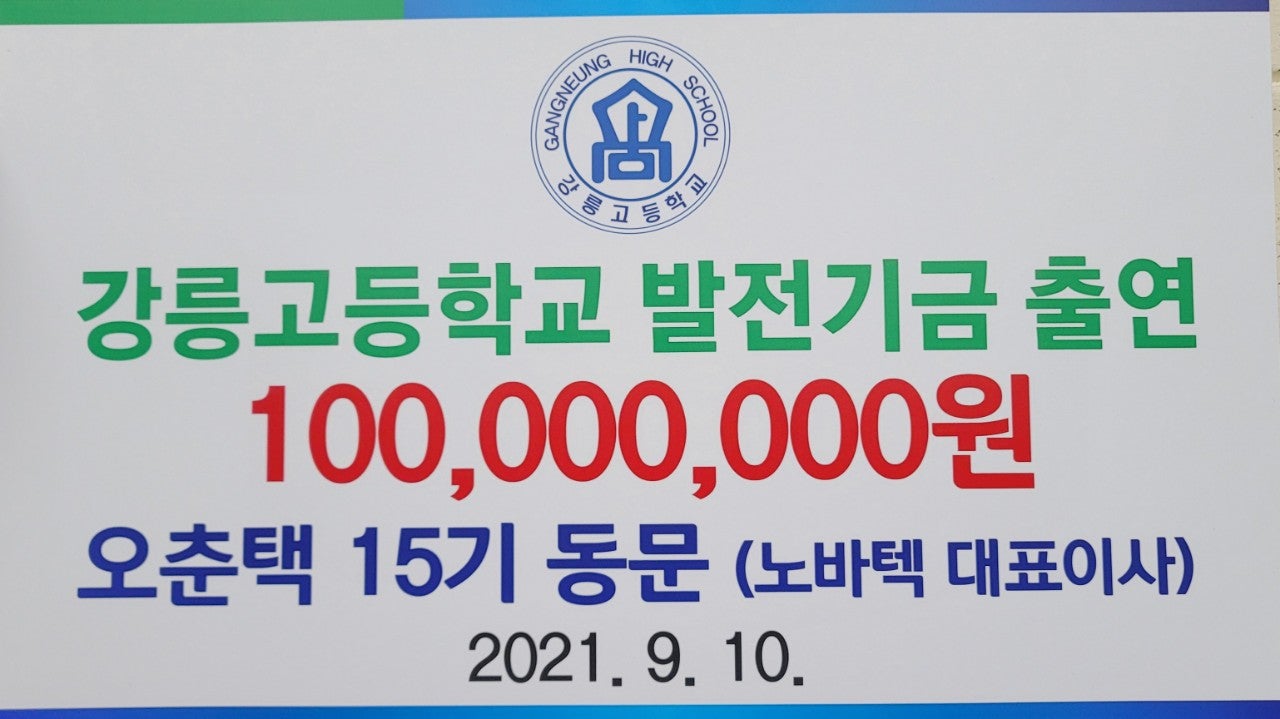 GANGNEUNG HIGH SCHOOL
강릉고등학교
강릉고등학교 발전기금 출연
100,000,000원
오춘택 15기 동문 (노바텍 대표이사)
2021. 9. 10.